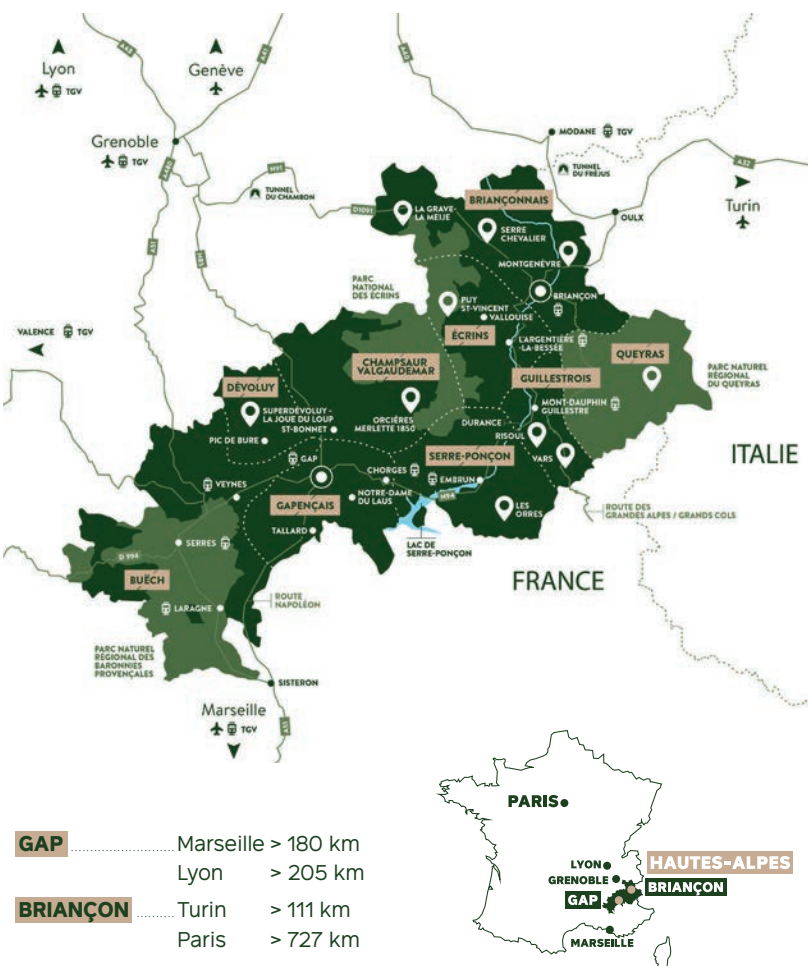 A43
A41
A40
Lyon
TGV
Genève
Grenoble
TGV
MODANE
TGV
A480
N91
TUNNEL
DU CHAMBON
TUNNEL
DU FRÉJUS
A32
Turin
OULX
BRIANÇONNAIS
D1091
LA GRAVE-
LA MEIJE
SERRE
CHEVALIER
MONTGENÈVRE
A51
N85
PARC
NATIONAL
DES ÉCRINS
PUY
ST-VINCENT
VALLOUISE
BRIANÇON
VALENCE
TGV
ÉCRINS
L'ARGENTIÈRE
-LA-BESSÉE
QUEYRAS
CHAMPSAUR
VALGAUDEMAR
GUILLESTROIS
PARC NATUREL
RÉGIONAL
DU QUEYRAS
DÉVOLUY
SUPERDÉVOLUY -
LA JOUE DU LOUP
ST-BONNET
PIC DE BURE
ORCIÈRES
MERLETTE 1850
MONT-DAUPHIN
GUILLESTRE
DURANCE
RISOUL
VARS
ITALIE
GAP
SERRE-PONÇON
CHORGES
EMBRUN
VEYNES
N94
GAPENÇAIS
NOTRE-DAME
DU LAUS
LES
ORRES
ROUTE DES
GRANDES ALPES / GRANDS COLS
TALLARD
LAC DE
SERRE-PONÇON
SERRES
D 994
FRANCE
BUËCH
ROUTE
NAPOLÉON
LARAGNE
PARC NATUREL
RÉGIONAL DES
BARONNIES
PROVENÇALES
SISTERON
Marseille
TGV
A55
PARIS
LYON
GRENOBLE
HAUTES-ALPES
BRIANÇON
GAP
MARSEILLE
GAP .................... Marseille > 180 km
Lyon > 205 km
BRIANÇON .......... Turin > 111 km
Paris > 727 km